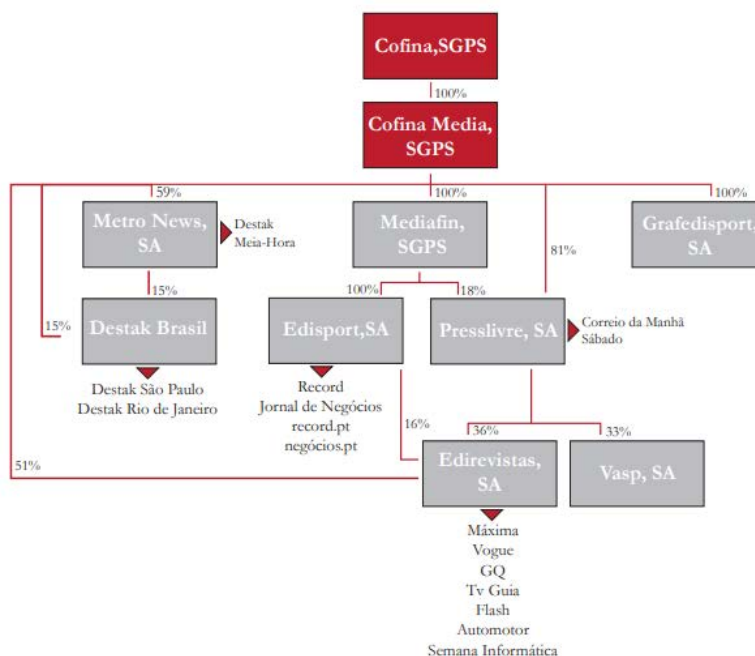 Cofina,SGPS
100%
Cofina Media,
SGPS
59%
100%
100%
Metro News,
SA
Destak
Meia-Hora
Mediafin,
SGPS
81%
Grafedisport,
SA
15%
15%
Destak Brasil
100%
18%
Edisport,SA
Presslivre, SA
Correio da Manhã
Sábado
Destak São Paulo
Destak Rio de Janeiro
Record
Jornal de Negócios
record.pt
negócios.pt
16%
36%
33%
51%
Edirevistas,
SA
Vasp, SA
Máxima
Vogue
GQ
Tv Guia
Flash
Automotor
Semana Informática